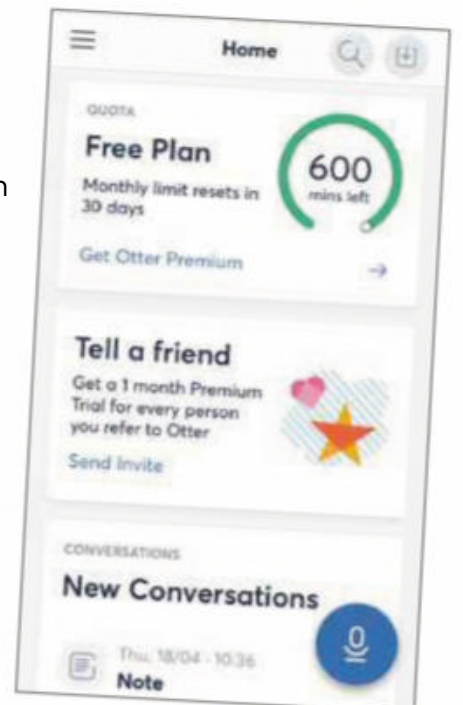 Home
QUOTA
Free Plan
600
mins left
Monthly limit resets in
30 days
Get Otter Premium
Tell a friend
Get a 1 month Premium
Trial for every person
you refer to Otter
Send Invite
CONVERSATIONS
New Conversations
Thu, 18/04 - 10:36
Note
n